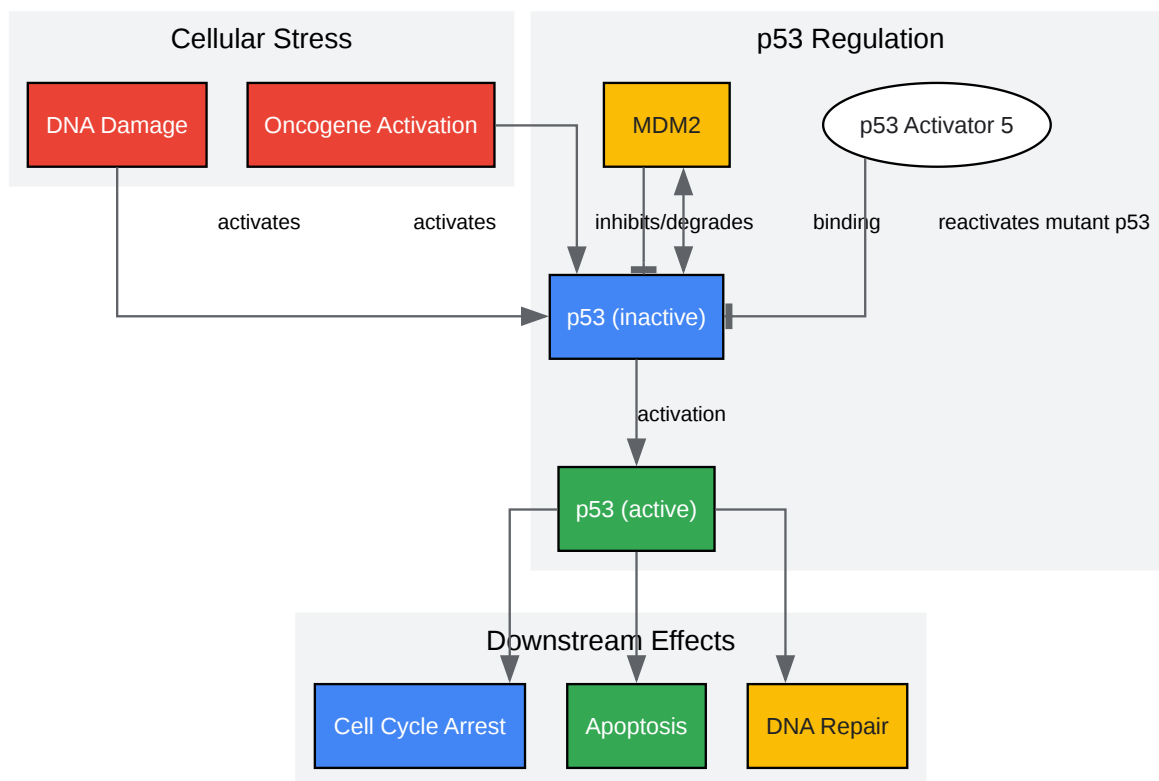 Cellular Stress
p53 Regulation
DNA Damage
Oncogene Activation
MDM2
p53 Activator 5
activates
activates
inhibits/degrades
binding
reactivates mutant p53
p53 (inactive)
activation
p53 (active)
Downstream Effects
Cell Cycle Arrest
Apoptosis
DNA Repair